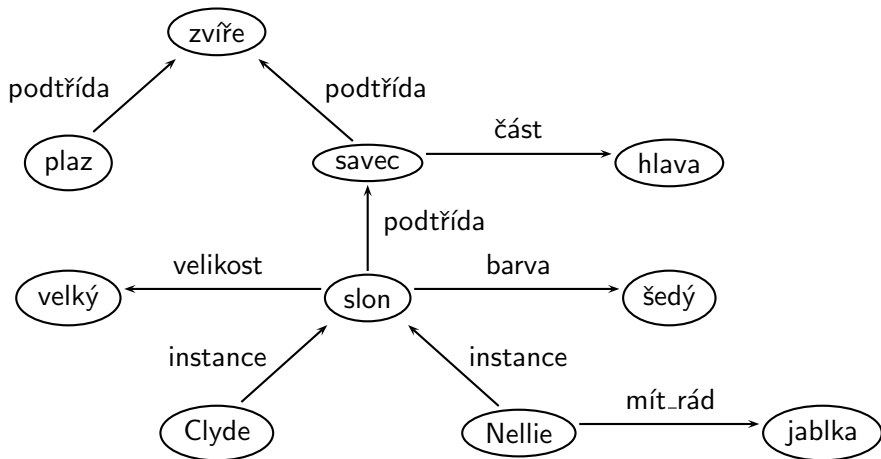 zvíře
podtřída podtřída
část
plaz savec hlava
podtřída
velikost barva
velký slon šedý
instance instance
mít_rád
Clyde Nellie jablka